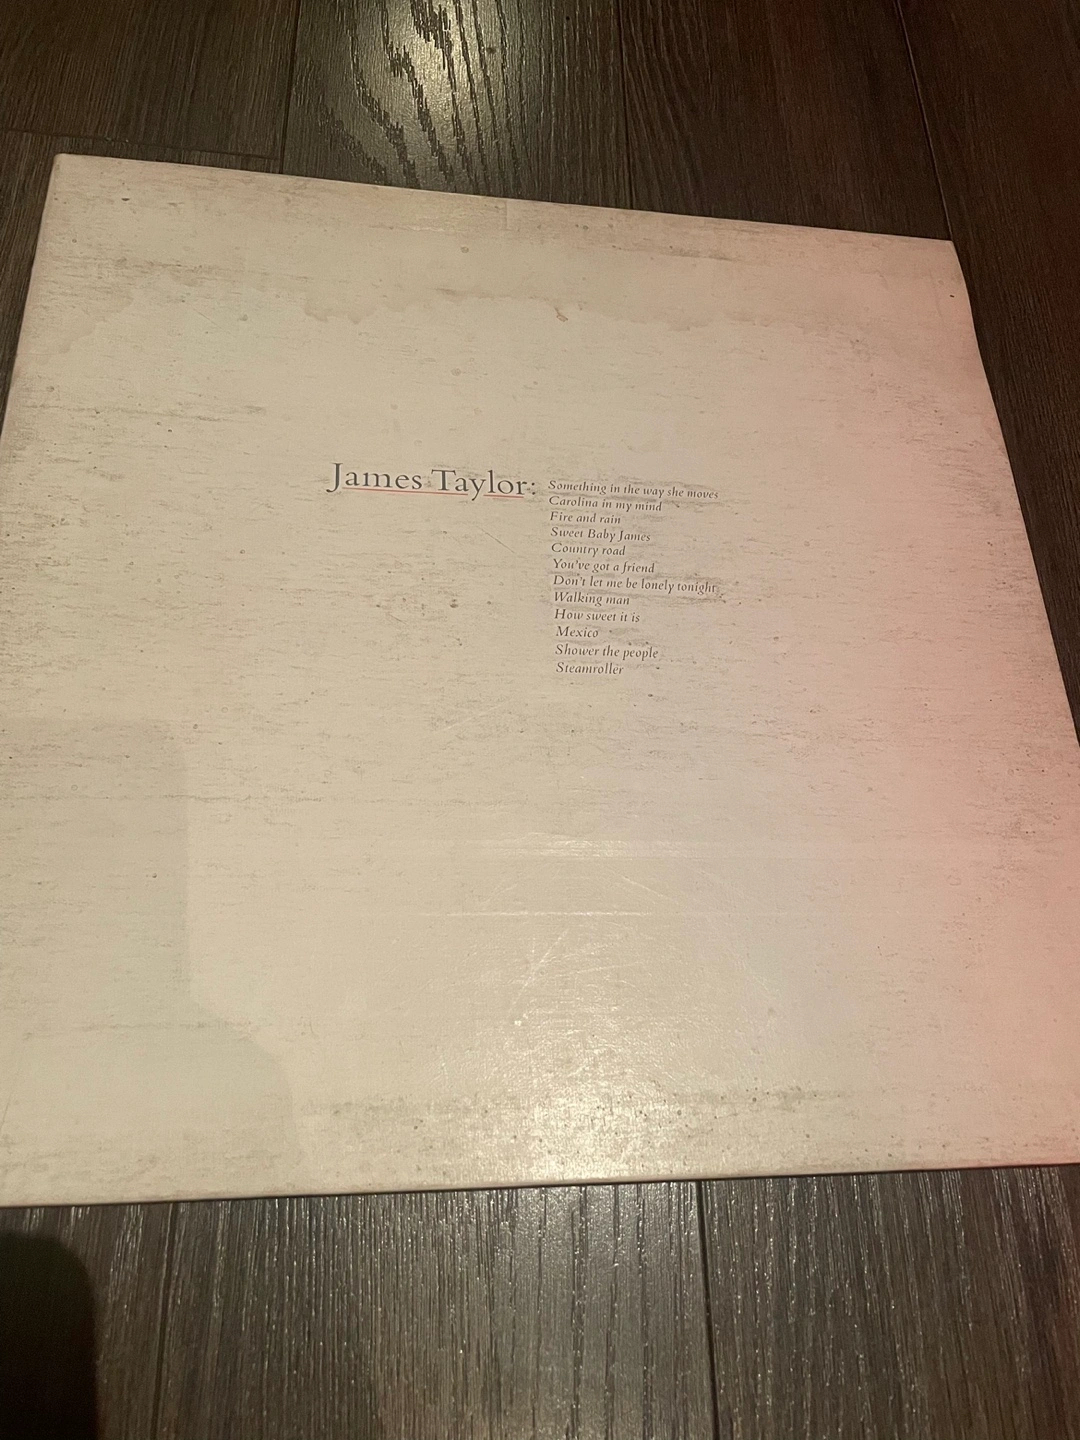 James Taylor:
Something in the way she moves
Carolina in my mind
Fire and rain
Sweet Baby James
Country road
You've got a friend
Don't let me be lonely tonight
Walking man
How sweet it is
Mexico
Shower the people
Steamroller